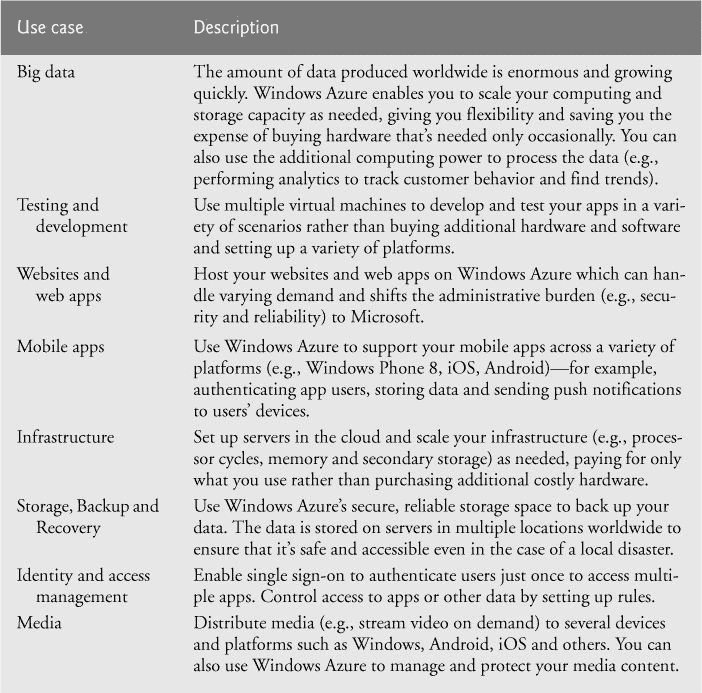 Use case Description
Big data The amount of data produced worldwide is enormous and growing
quickly. Windows Azure enables you to scale your computing and
storage capacity as needed, giving you flexibility and saving you the
expense of buying hardware that's needed only occasionally. You can
also use the additional computing power to process the data (e.g.,
performing analytics to track customer behavior and find trends).
Testing and Use multiple virtual machines to develop and test your apps in a vari-
development ety of scenarios rather than buying additional hardware and software
and setting up a variety of platforms.
Websites and Host your websites and web apps on Windows Azure which can han-
web apps dle varying demand and shifts the administrative burden (e.g., secu-
rity and reliability) to Microsoft.
Mobile apps Use Windows Azure to support your mobile apps across a variety of
platforms (e.g., Windows Phone 8, iOS, Android)—for example,
authenticating app users, storing data and sending push notifications
to users' devices.
Infrastructure Set up servers in the cloud and scale your infrastructure (e.g., proces-
sor cycles, memory and secondary storage) as needed, paying for only
what you use rather than purchasing additional costly hardware.
Storage, Backup and Use Windows Azure's secure, reliable storage space to back up your
Recovery data. The data is stored on servers in multiple locations worldwide to
ensure that it's safe and accessible even in the case of a local disaster.
Identity and access Enable single sign-on to authenticate users just once to access multi-
management ple apps. Control access to apps or other data by setting up rules.
Media Distribute media (e.g., stream video on demand) to several devices
and platforms such as Windows, Android, iOS and others. You can
also use Windows Azure to manage and protect your media content.